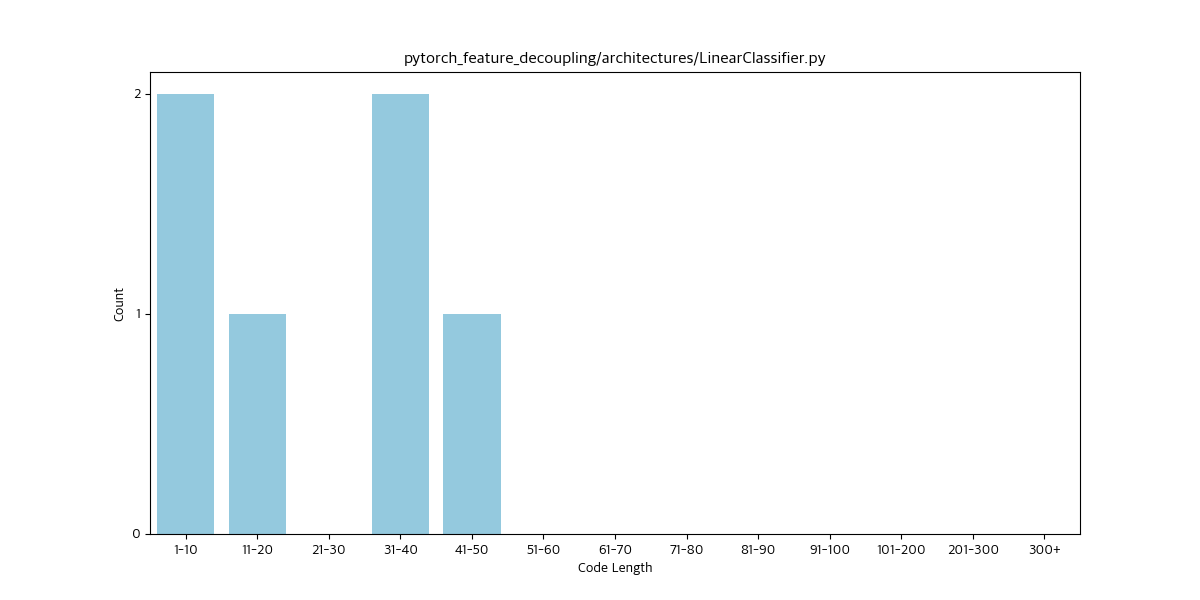 pytorch_feature_decoupling/architectures/LinearClassifier.py
Count
2
1
0
1-10 11-20 21-30 31-40 41-50 51-60 61-70 71-80 81-90 91-100 101-200 201-300 300+
Code Length